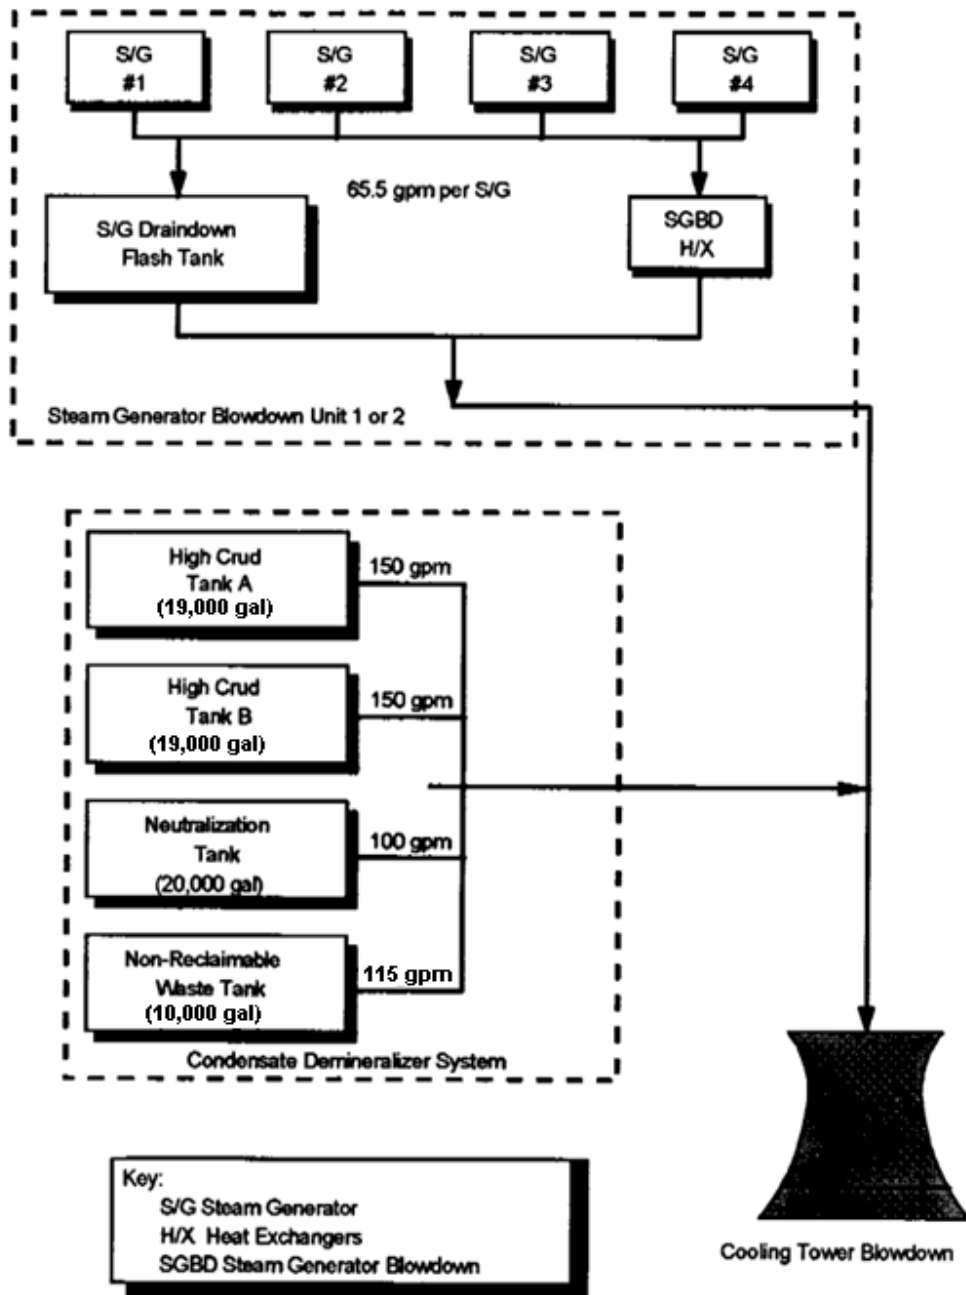 S/G
#1
S/G
#2
S/G
#3
S/G
#4
65.5 gpm per S/G
S/G Draindown
Flash Tank
SGBD
H/X
Steam Generator Blowdown Unit 1 or 2
High Crud
Tank A
(19,000 gal)
150 gpm
High Crud
Tank B
(19,000 gal)
150 gpm
Neutralization
Tank
(20,000 gal)
100 gpm
Non-Reclaimable
Waste Tank
(10,000 gal)
115 gpm
Condensate Demineralizer System
Key:
S/G Steam Generator
H/X Heat Exchangers
SGBD Steam Generator Blowdown
Cooling Tower Blowdown